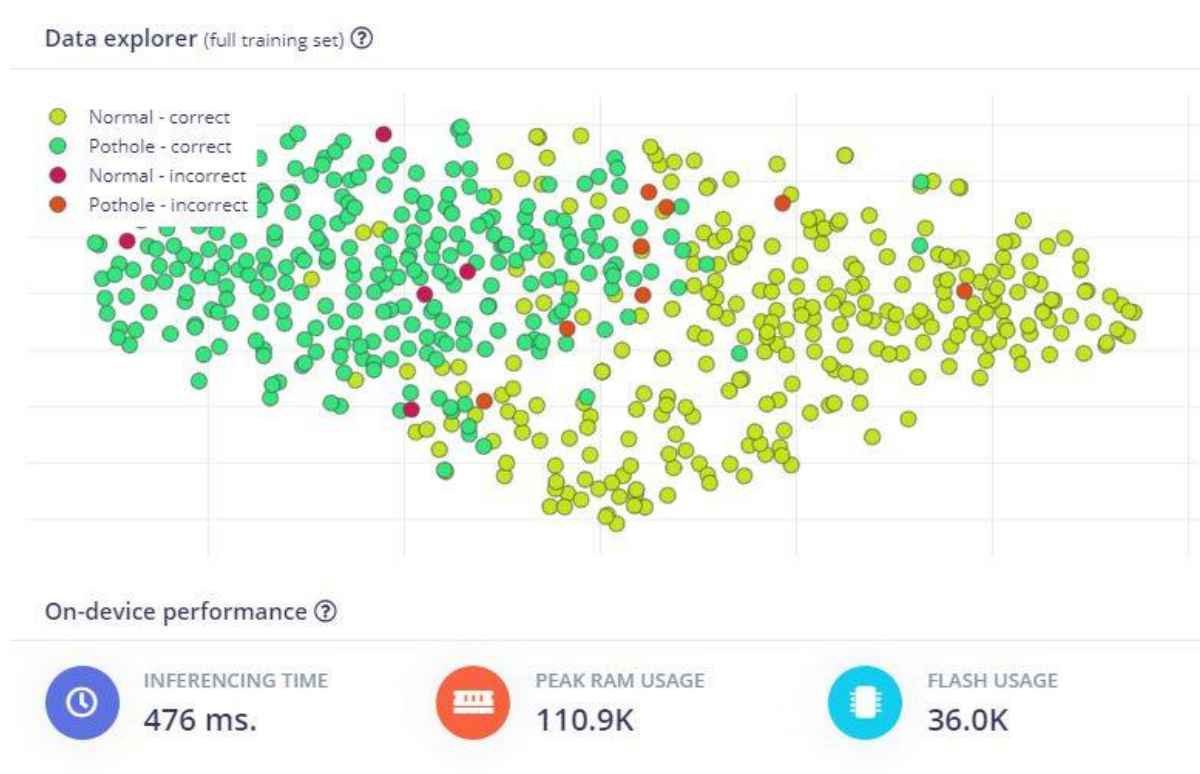 Data explorer (full training set) ?
Normal - correct
Pothole - correct
Normal - incorrect
Pothole - incorrect
On-device performance ?
INFERENCING TIME
476 ms.
PEAK RAM USAGE
110.9K
FLASH USAGE
36.0K